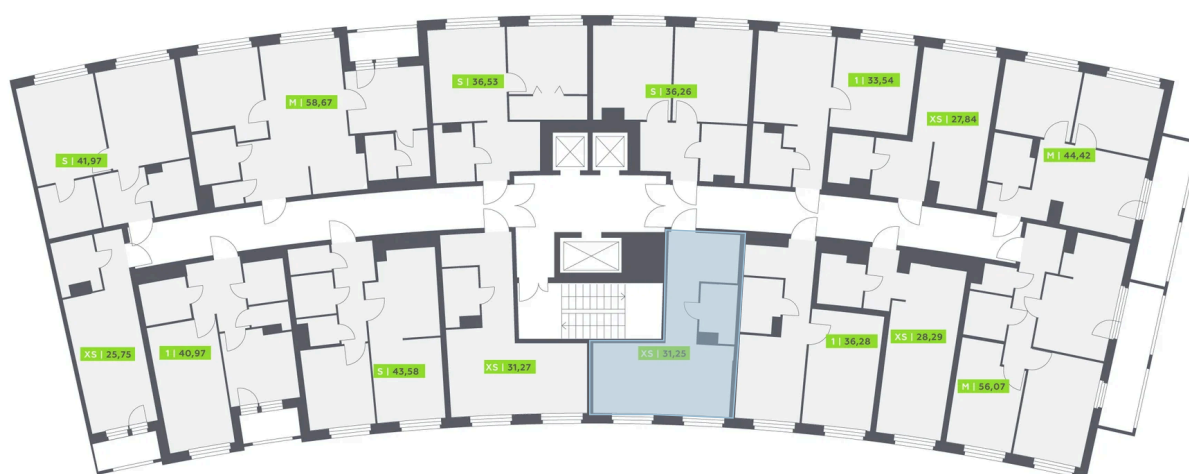 S | 36,53
1 | 33,54
S | 36,26
M | 58,67
XS | 27,84
S | 41,97
M | 44,42
XS | 25,75
1 | 40,97
S | 43,58
XS | 31,27
XS | 31,25
1 | 36,28
XS | 28,29
M | 56,07